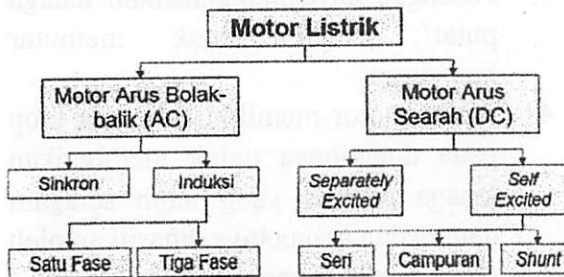 Motor Listrik
Motor Arus Bolak-
balik (AC)
Motor Arus
Searah (DC)
Sinkron
Induksi
Separately
Excited
Self
Excited
Satu Fase
Tiga Fase
Seri
Campuran
Shunt